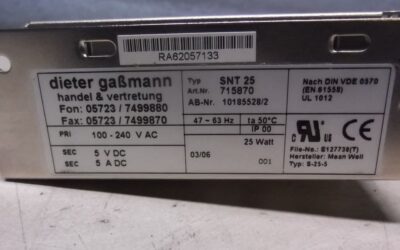 RA62057133
dieter gaßmann
handel & vertretung
Fon: 05723 / 7499880
Fax: 05723 / 7499870
Typ SNT 25
Art.Nr. 715870
AB-Nr. 10185528/2
Nach DIN VDE 0570
(EN 61558)
UL 1012
PRI 100 - 240 V AC
47 - 63 Hz ta 50°C
IP 00
SEC 5 V DC
SEC 5 A DC
25 Watt
03/06 001
C RU US
File-No.: E127738(T)
Hersteller: Mean Well
Typ: S-25-5